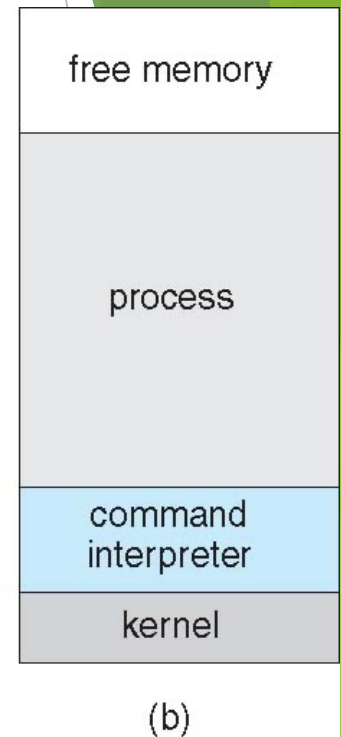 free memory
process
command
interpreter
kernel
(b)